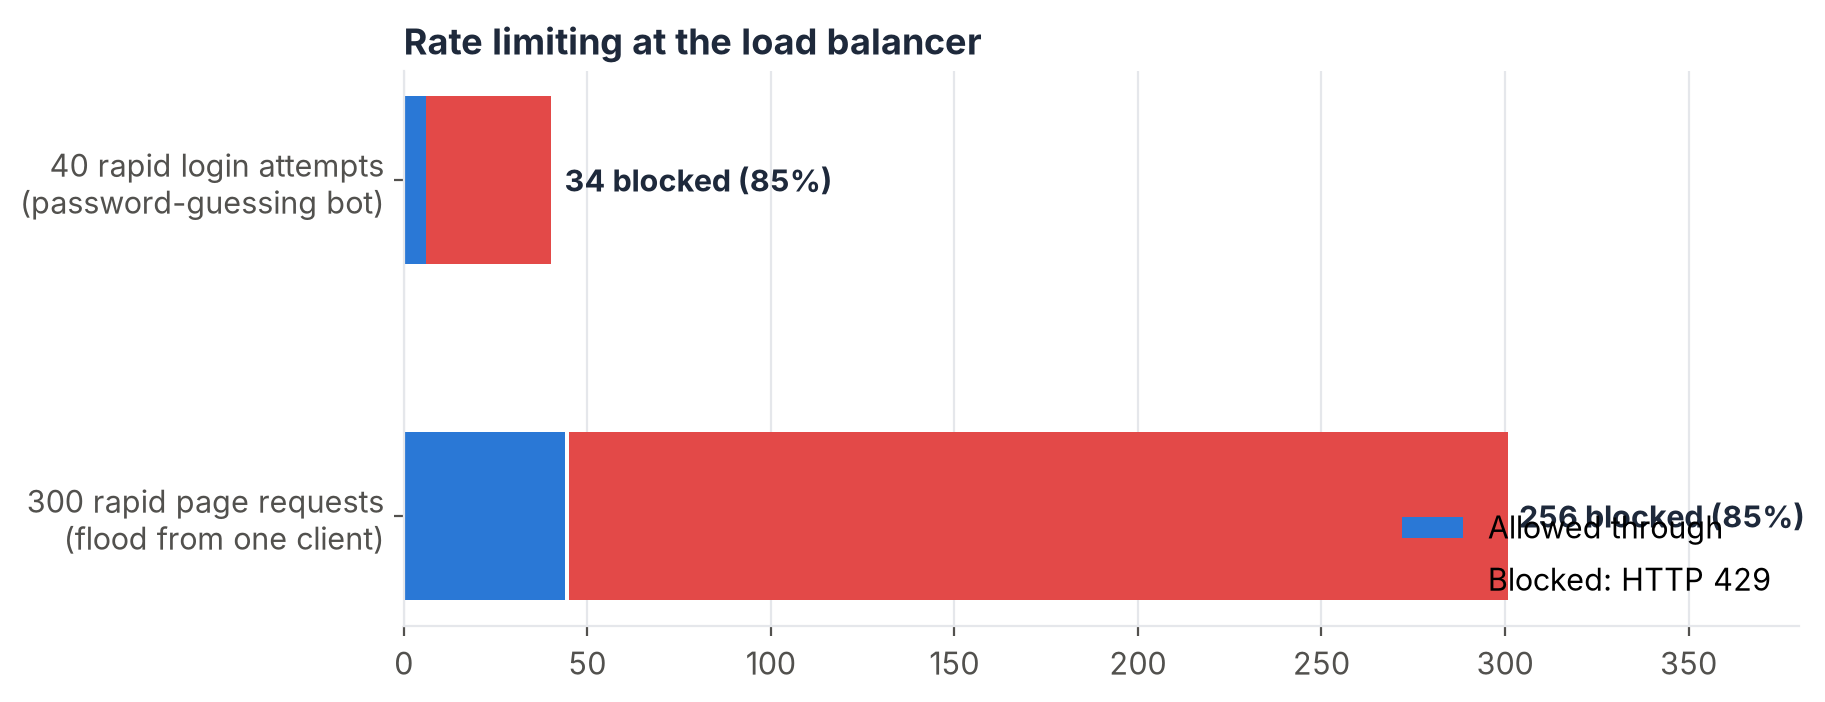 Rate limiting at the load balancer
40 rapid login attempts
(password-guessing bot)
34 blocked (85%)
300 rapid page requests
(flood from one client)
256 blocked (85%)
Allowed through
Blocked: HTTP 429
0 50 100 150 200 250 300 350